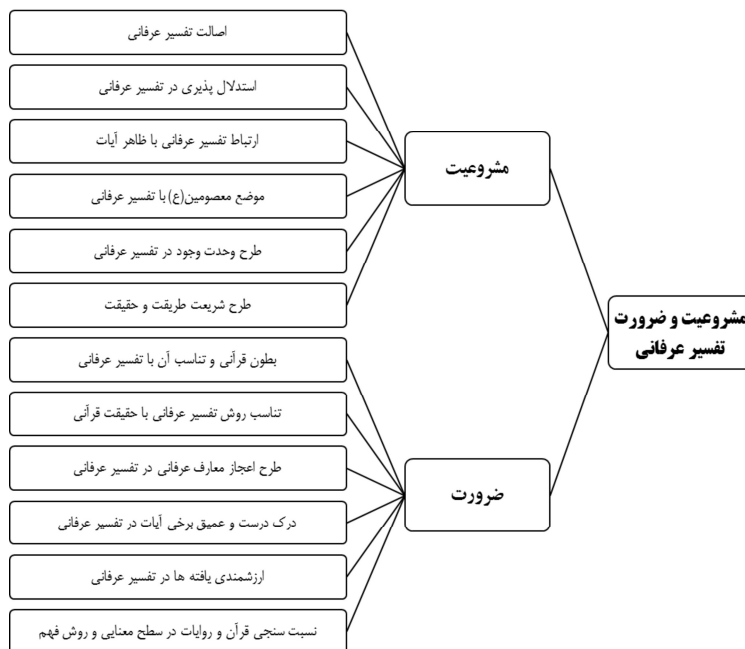 مشروعیت و ضرورت
تفسیر عرفانی
مشروعیت
اصالت تفسیر عرفانی
استدلال پذیری در تفسیر عرفانی
ارتباط تفسیر عرفانی با ظاهر آیات
موضع معصومین(ع) با تفسیر عرفانی
طرح وحدت وجود در تفسیر عرفانی
طرح شریعت طریقت و حقیقت
ضرورت
بطون قرآنی و تناسب آن با تفسیر عرفانی
تناسب روش تفسیر عرفانی با حقیقت قرآنی
طرح اعجاز معارف عرفانی در تفسیر عرفانی
درک درست و عمیق برخی آیات در تفسیر عرفانی
ارزشمندی یافته ها در تفسیر عرفانی
نسبت سنجی قرآن و روایات در سطح معنایی و روش فهم